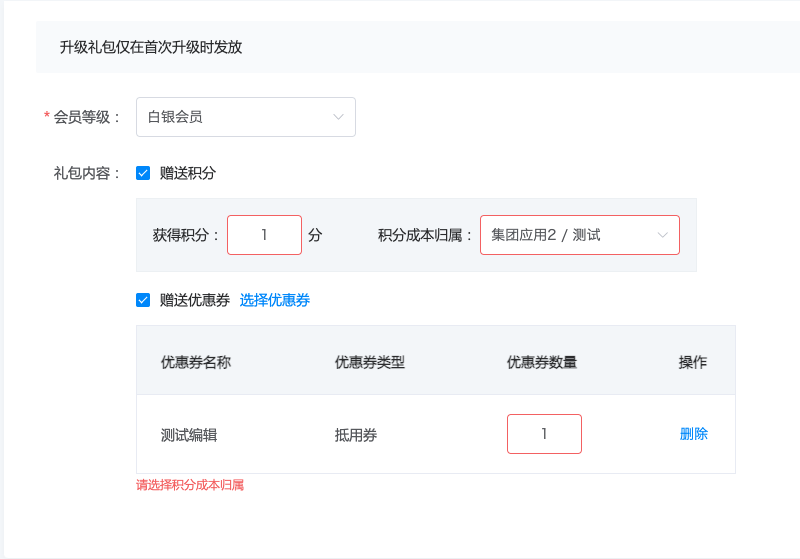 升级礼包仅在首次升级时发放
* 会员等级： 白银会员
礼包内容： 赠送积分
获得积分： 1 分 积分成本归属： 集团应用2 / 测试
赠送优惠券 选择优惠券
优惠券名称 优惠券类型 优惠券数量 操作
测试编辑 抵用券 1 删除
请选择积分成本归属